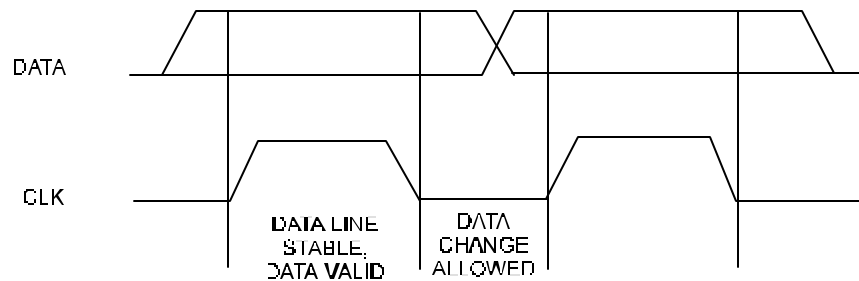 DATA
CLK
DATA LINE
STABLE,
DATA VALID
DATA
CHANGE
ALLOWED